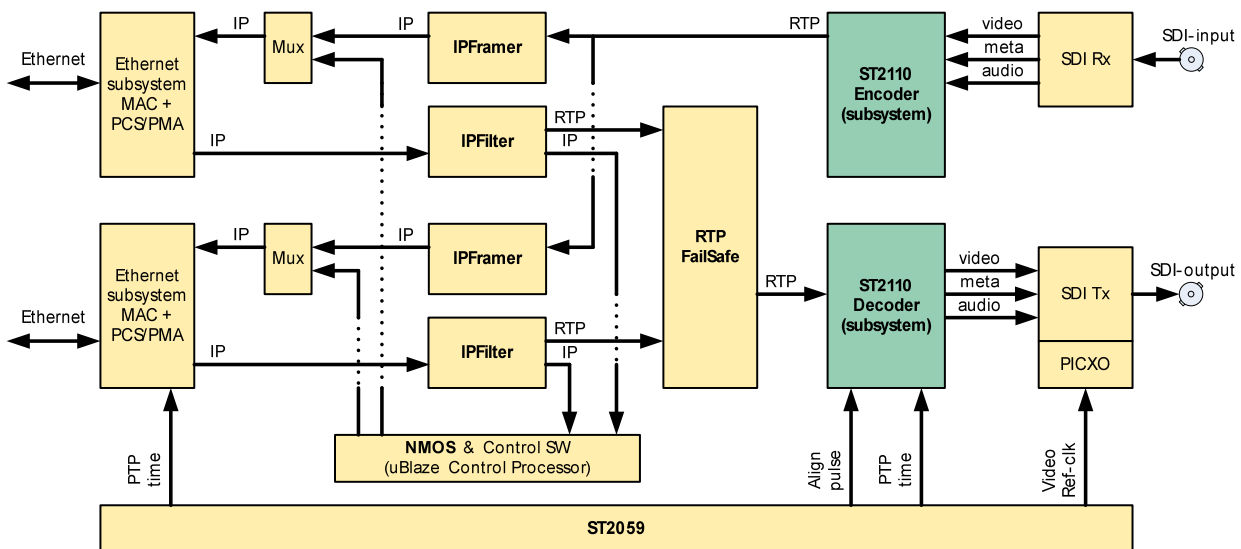 IP
IP
RTP
video
meta
audio
SDI-input
Ethernet
Ethernet
subsystem
MAC +
PCS/PMA
Mux
IPFramer
ST2110
Encoder
(subsystem)
SDI Rx
IP
IPFilter
RTP
IP
IP
IP
Ethernet
Ethernet
subsystem
MAC +
PCS/PMA
Mux
IPFramer
RTP
FailSafe
RTP
ST2110
Decoder
(subsystem)
video
meta
audio
SDI Tx
SDI-output
IP
IPFilter
RTP
IP
PICXO
NMOS & Control SW
(uBlaze Control Processor)
PTP
time
Align
pulse
PTP
time
Video
Ref-clk
ST2059